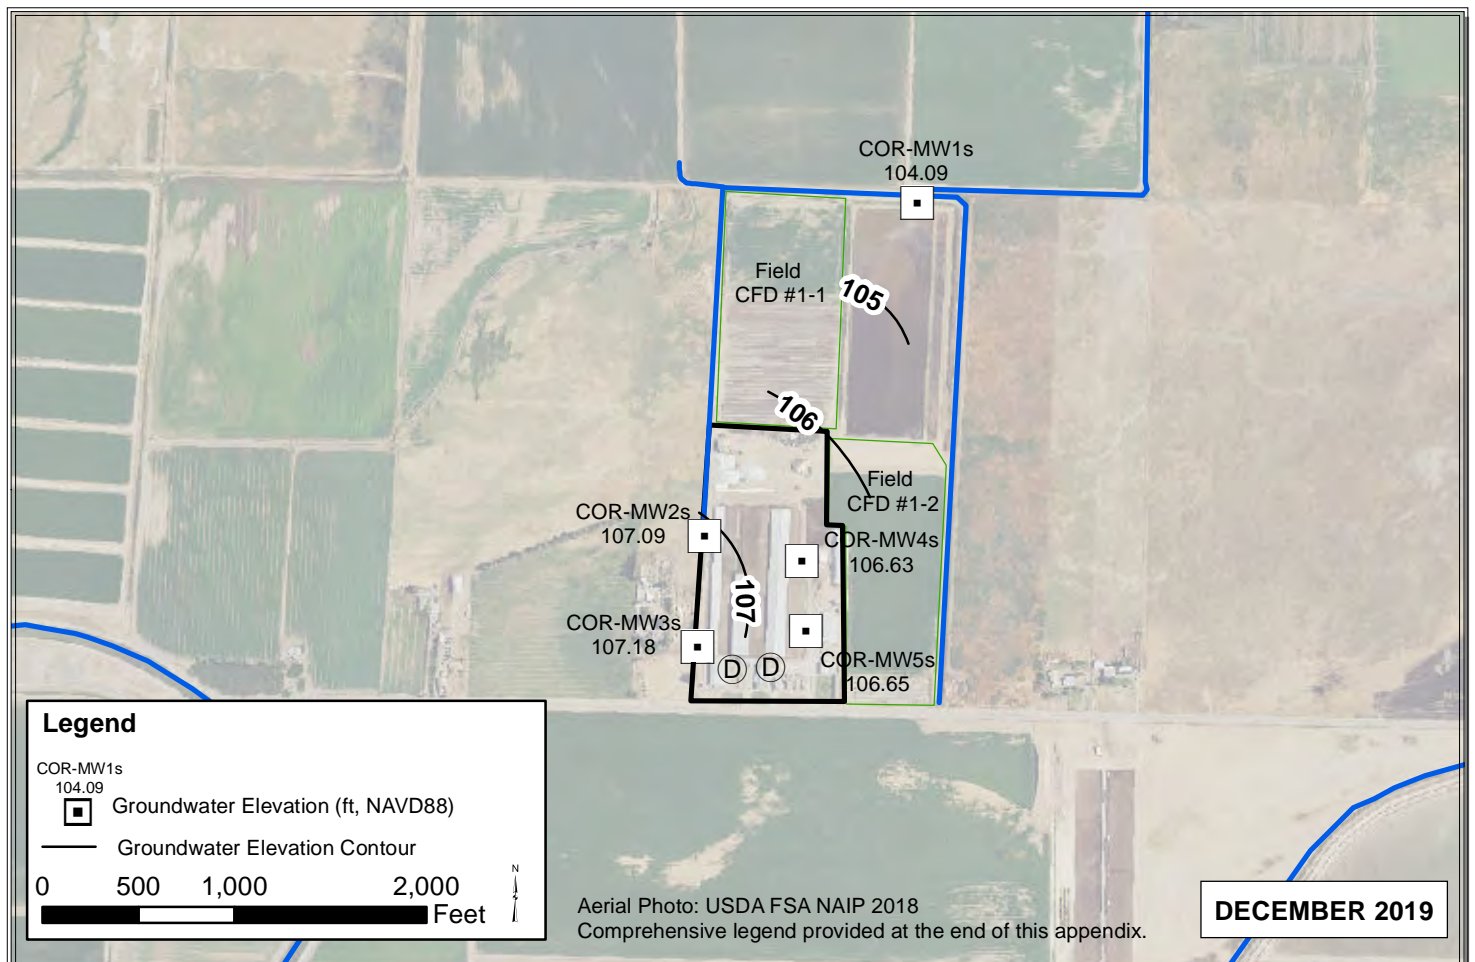 COR-MW1s
104.09
Field
CFD #1-1
105
106
Field
CFD #1-2
COR-MW2s
107.09
COR-MW4s
106.63
107
COR-MW3s
107.18
COR-MW5s
106.65
D D
Legend
COR-MW1s
104.09
Groundwater Elevation (ft, NAVD88)
Groundwater Elevation Contour
N
0 500 1,000 2,000
Feet
Aerial Photo: USDA FSA NAIP 2018
Comprehensive legend provided at the end of this appendix.
DECEMBER 2019